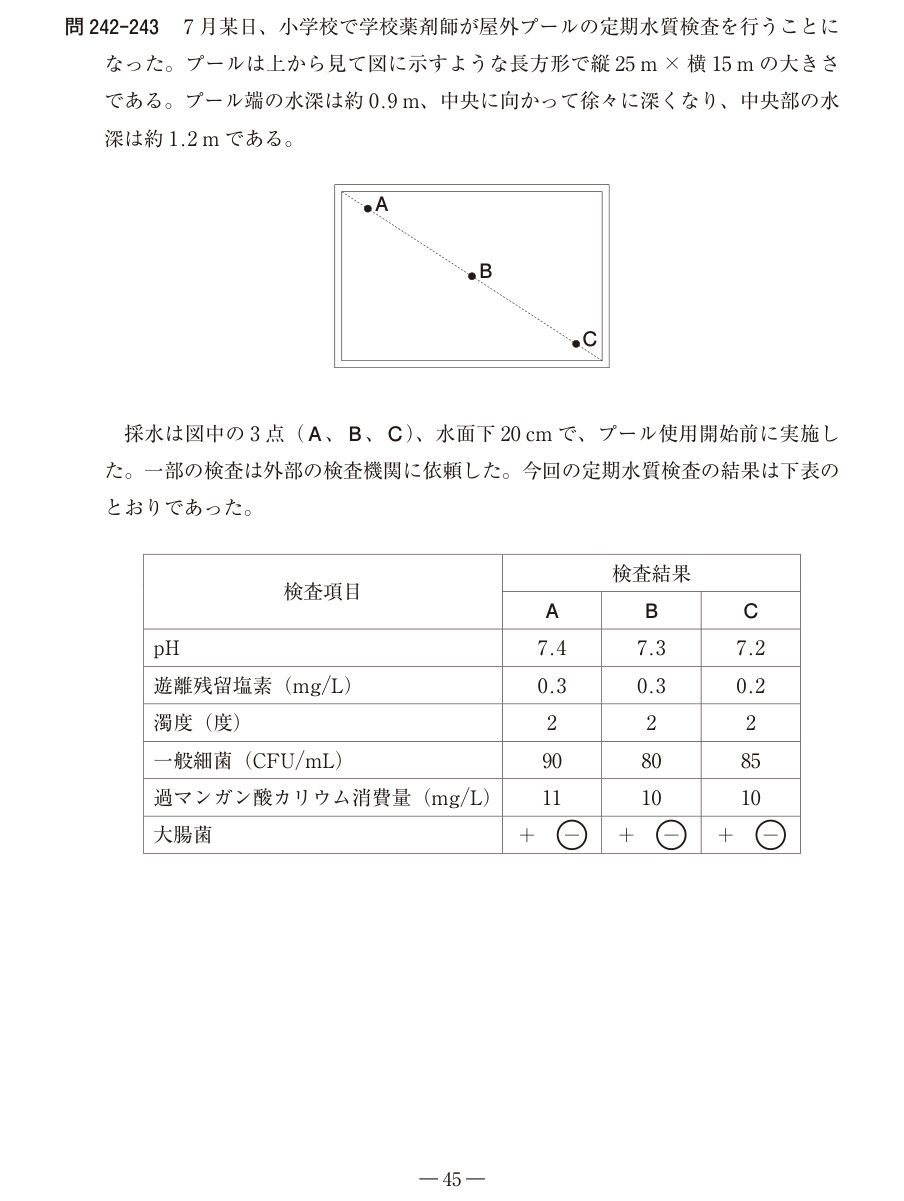 問 242-243　7月某日、小学校で学校薬剤師が屋外プールの定期水質検査を行うことに
なった。プールは上から見て図に示すような長方形で縦 25 m × 横 15 m の大きさ
である。プール端の水深は約 0.9 m、中央に向かって徐々に深くなり、中央部の水
深は約 1.2 m である。
A
B
C
採水は図中の 3 点（A、B、C）、水面下 20 cm で、プール使用開始前に実施し
た。一部の検査は外部の検査機関に依頼した。今回の定期水質検査の結果は下表の
とおりであった。
検査項目　検査結果
A　B　C
pH　7.4　7.3　7.2
遊離残留塩素（mg/L）　0.3　0.3　0.2
濁度（度）　2　2　2
一般細菌（CFU/mL）　90　80　85
過マンガン酸カリウム消費量（mg/L）　11　10　10
大腸菌　＋　－　＋　－　＋　－
— 45 —